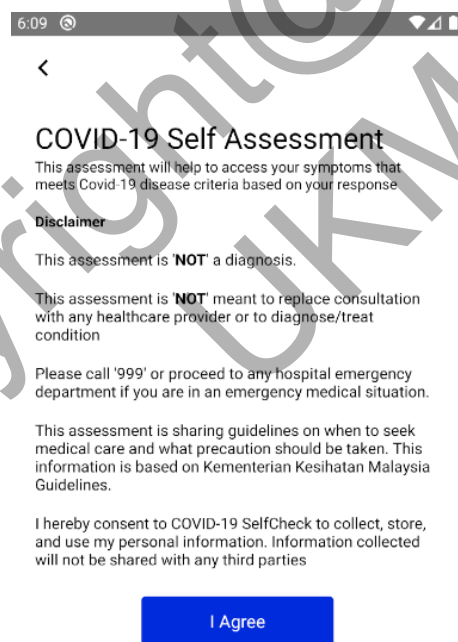 6:09
COVID-19 Self Assessment
This assessment will help to access your symptoms that
meets Covid-19 disease criteria based on your response
Disclaimer
This assessment is 'NOT' a diagnosis.
This assessment is 'NOT' meant to replace consultation
with any healthcare provider or to diagnose/treat
condition
Please call '999' or proceed to any hospital emergency
department if you are in an emergency medical situation.
This assessment is sharing guidelines on when to seek
medical care and what precaution should be taken. This
information is based on Kementerian Kesihatan Malaysia
Guidelines.
I hereby consent to COVID-19 SelfCheck to collect, store,
and use my personal information. Information collected
will not be shared with any third parties
I Agree
yright@
UKM